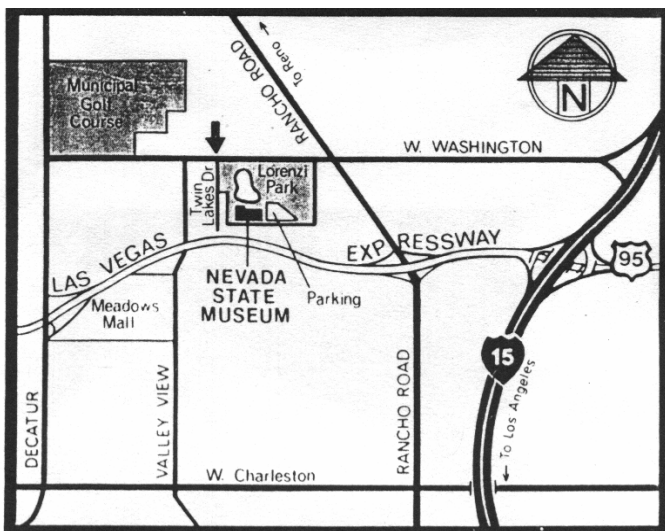 To Reno
RANCHO ROAD
N
Municipal
Golf
Course
W. WASHINGTON
Twin
Lakes Dr
Lorenzi
Park
LAS VEGAS EXPRESSWAY
95
NEVADA
STATE
MUSEUM
Parking
Meadows
Mall
15
To Los Angeles
DECATUR
VALLEY VIEW
RANCHO ROAD
W. Charleston